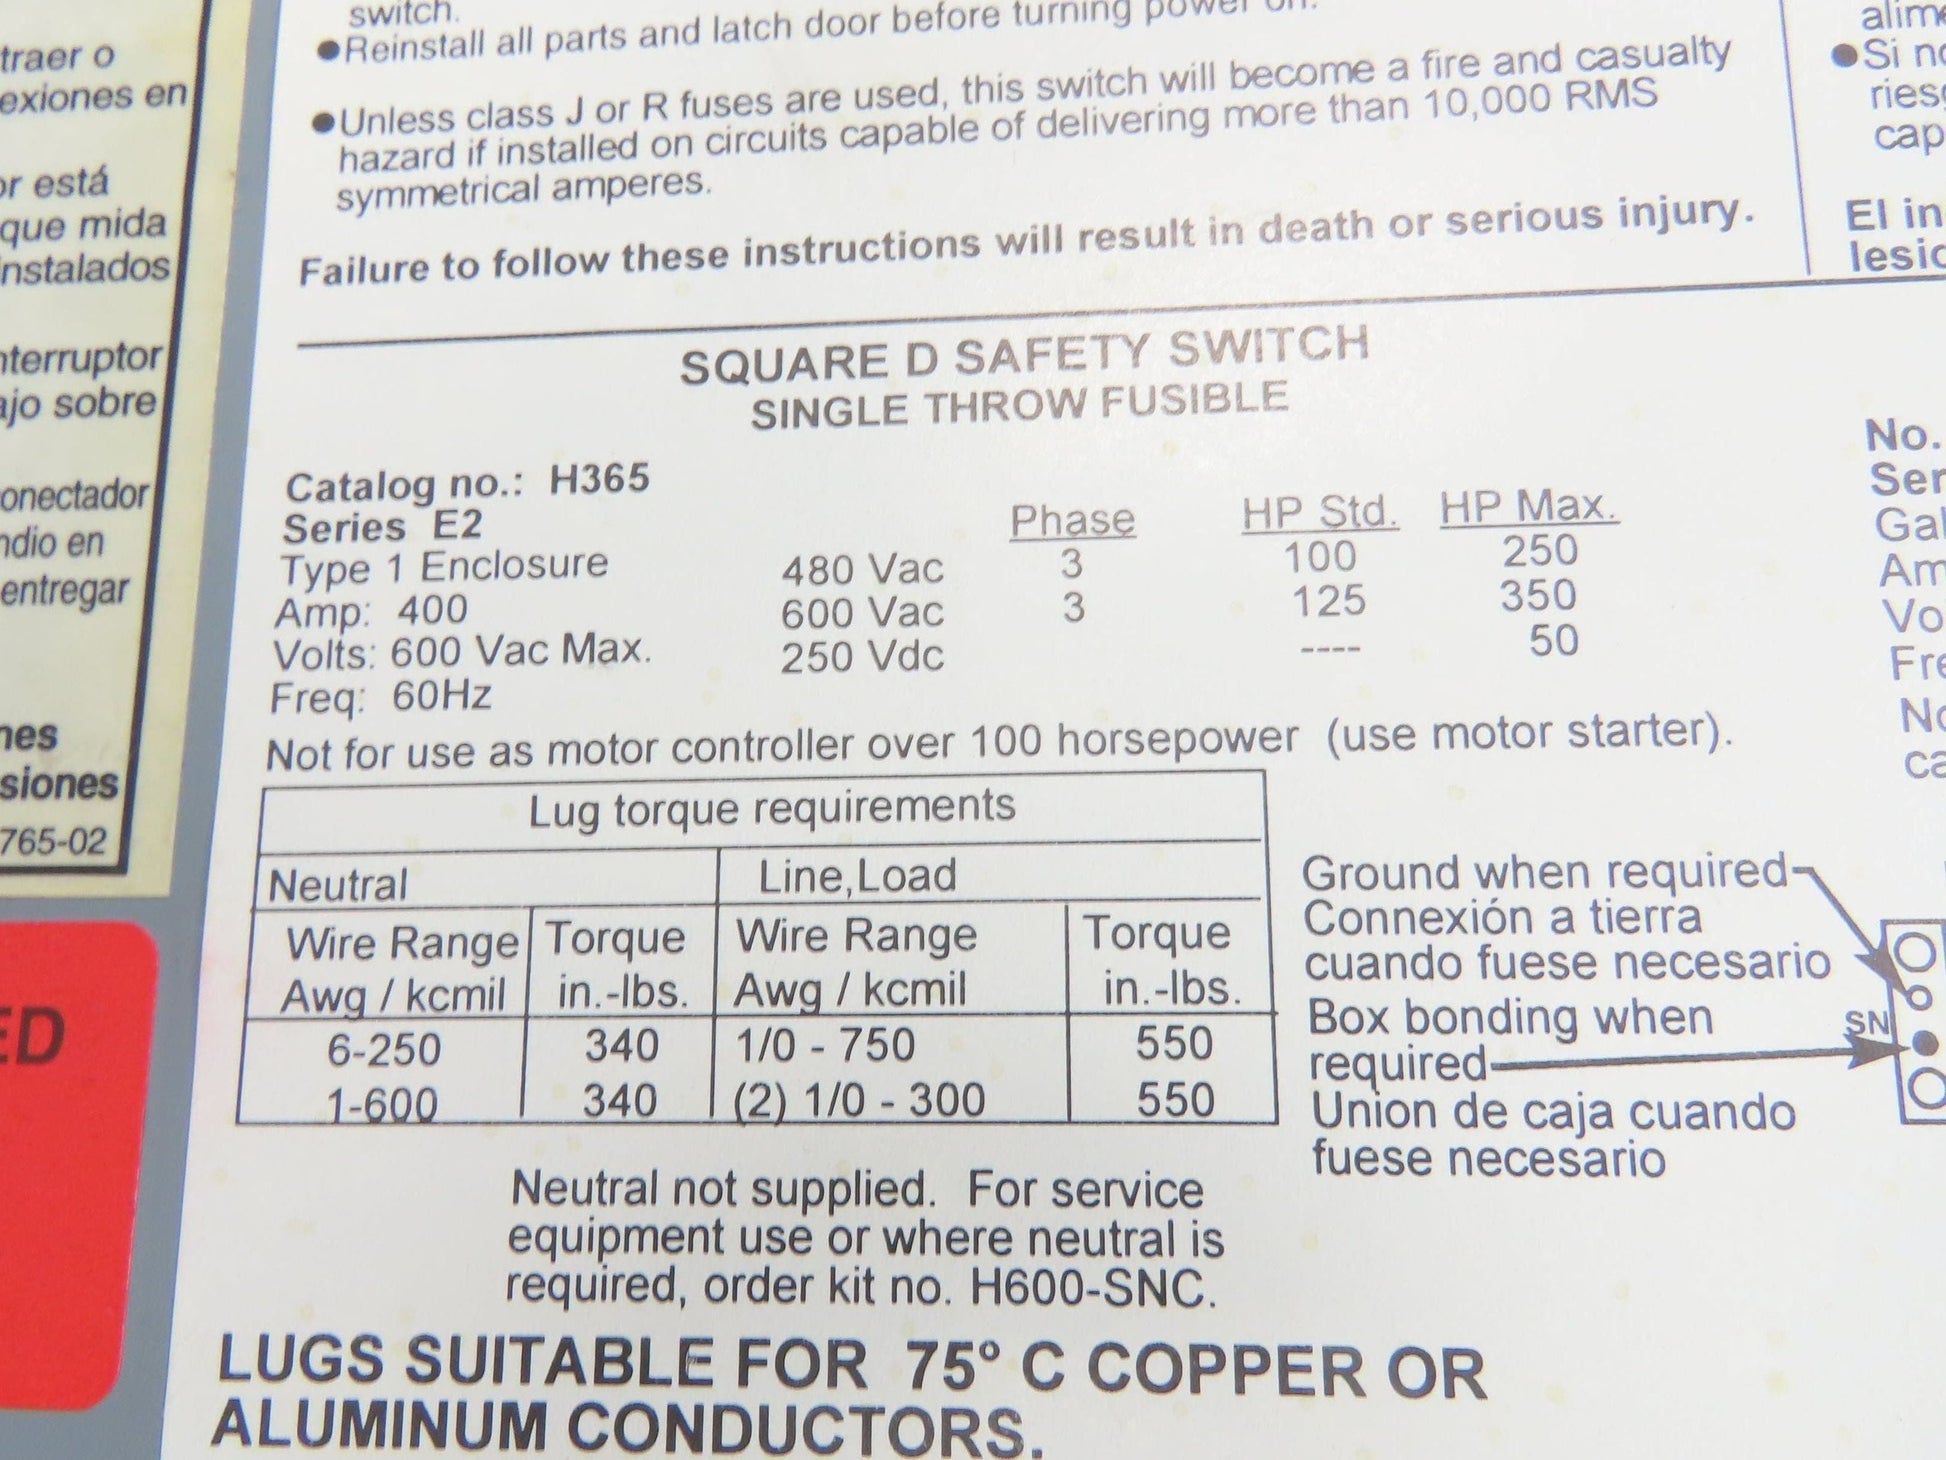 traer o
exiones en
or está
que mida
instalados
nterruptor
ajo sobre
onectador
ndio en
entregar
nes
siones
765-02
ED
switch.
●Reinstall all parts and latch door before turning power on.
●Unless class J or R fuses are used, this switch will become a fire and casualty
hazard if installed on circuits capable of delivering more than 10,000 RMS
symmetrical amperes.
Failure to follow these instructions will result in death or serious injury.
SQUARE D SAFETY SWITCH
SINGLE THROW FUSIBLE
Catalog no.: H365
Series E2
Type 1 Enclosure
Amp: 400
Volts: 600 Vac Max.
Freq: 60Hz
Phase HP Std. HP Max.
480 Vac 3 100 250
600 Vac 3 125 350
250 Vdc ---- 50
Not for use as motor controller over 100 horsepower (use motor starter).
Lug torque requirements
Neutral Line,Load
Wire Range Torque Wire Range Torque
Awg / kcmil in.-lbs. Awg / kcmil in.-lbs.
6-250 340 1/0 - 750 550
1-600 340 (2) 1/0 - 300 550
Ground when required
Connexión a tierra
cuando fuese necesario
Box bonding when
required
Union de caja cuando
fuese necesario
SN
Neutral not supplied. For service
equipment use or where neutral is
required, order kit no. H600-SNC.
LUGS SUITABLE FOR 75° C COPPER OR
ALUMINUM CONDUCTORS.
alime
●Si no
ries
cap
El in
lesio
No.
Ser
Gal
Am
Vo
Fre
No
ca